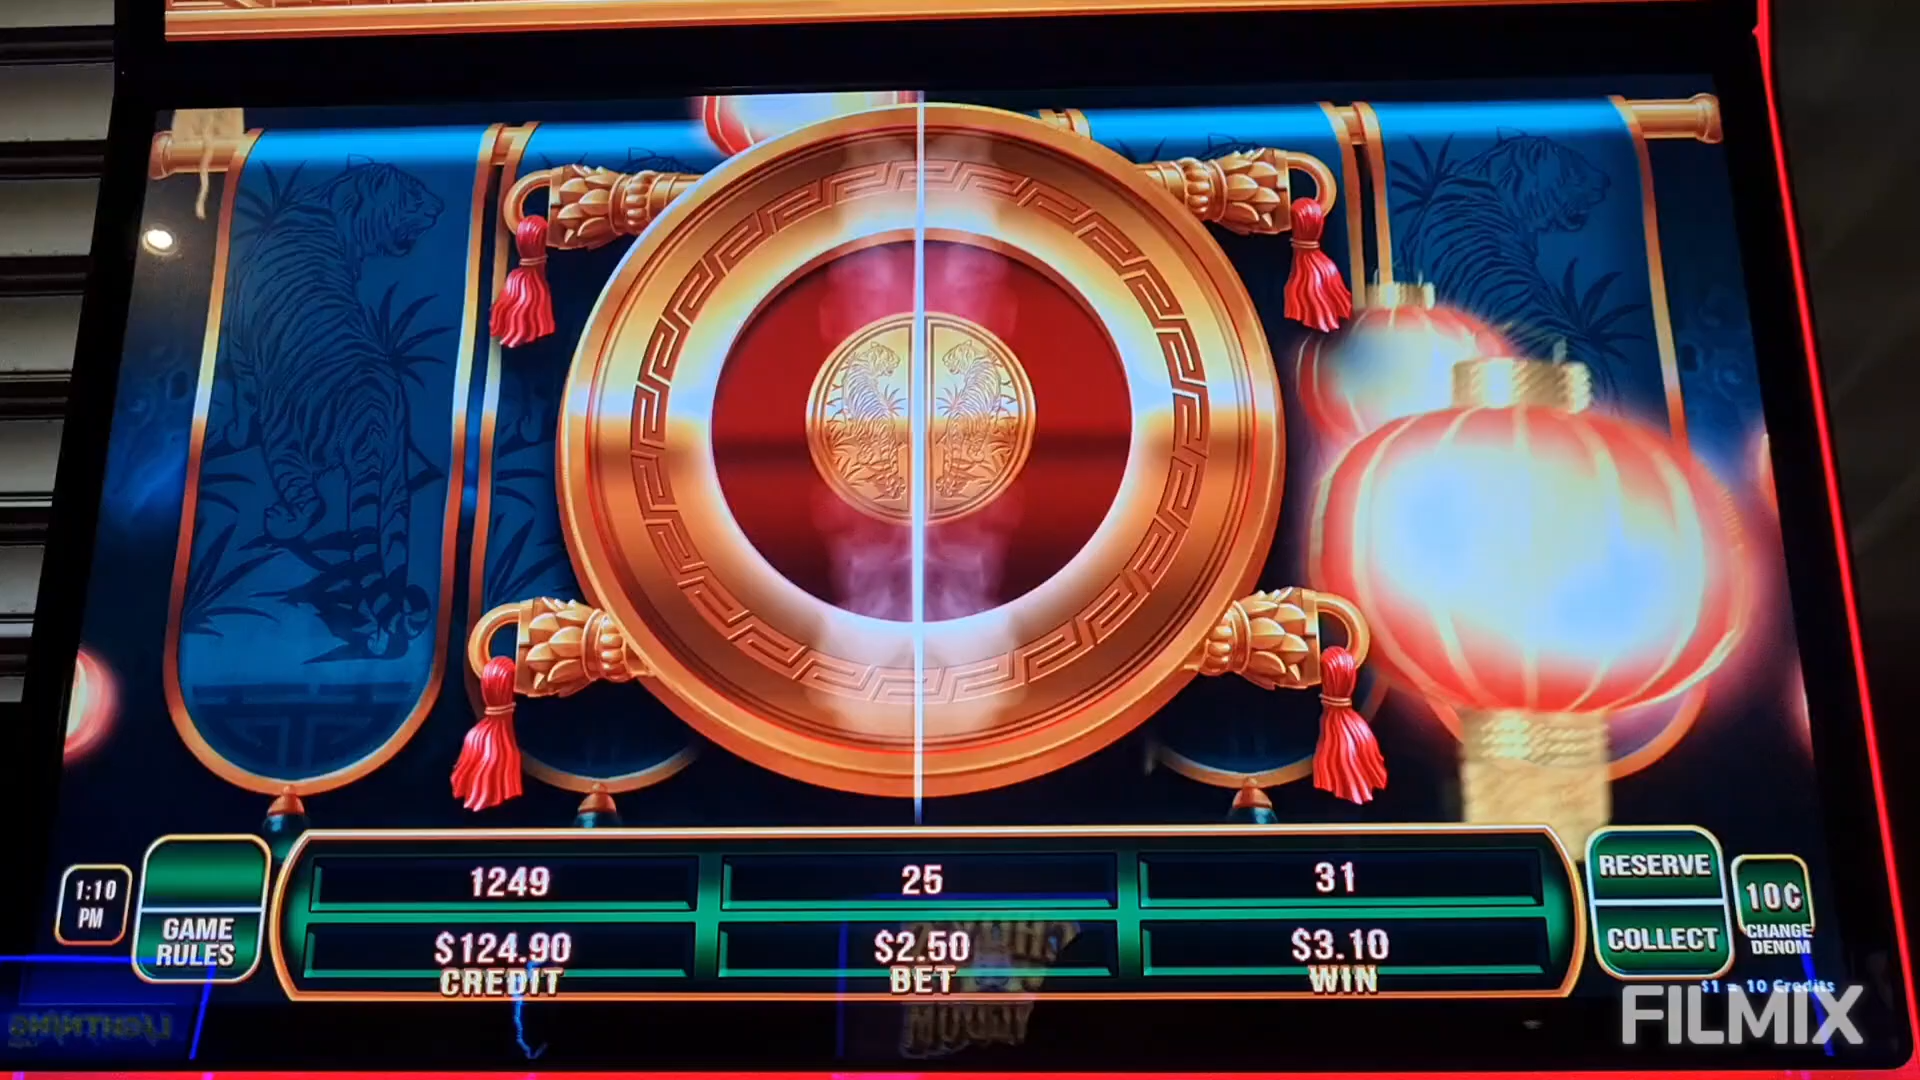 1249
25
31
RESERVE
1:10
PM
10¢
GAME
RULES
$124.90
$2.50
$3.10
COLLECT
CHANGE
DENOM
CREDIT
BET
WIN
$1 = 10 Credits
FILMIX